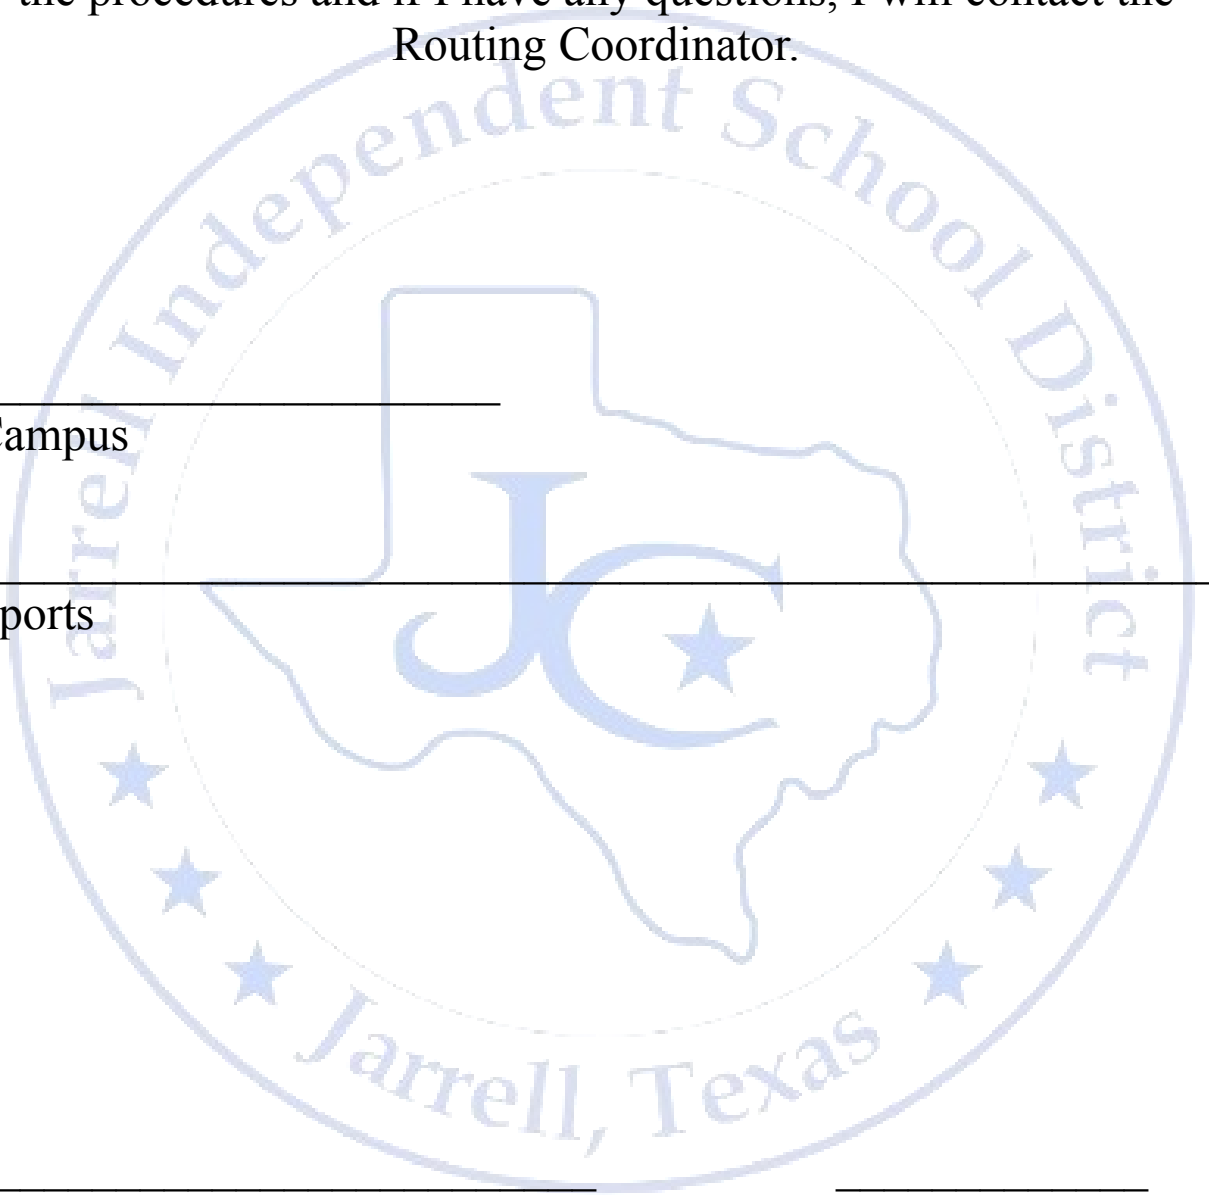 the procedures and if I have any questions, I will contact the
Routing Coordinator.
Jarrell Independent School District
Campus
ports
JC
Jarrell, Texas